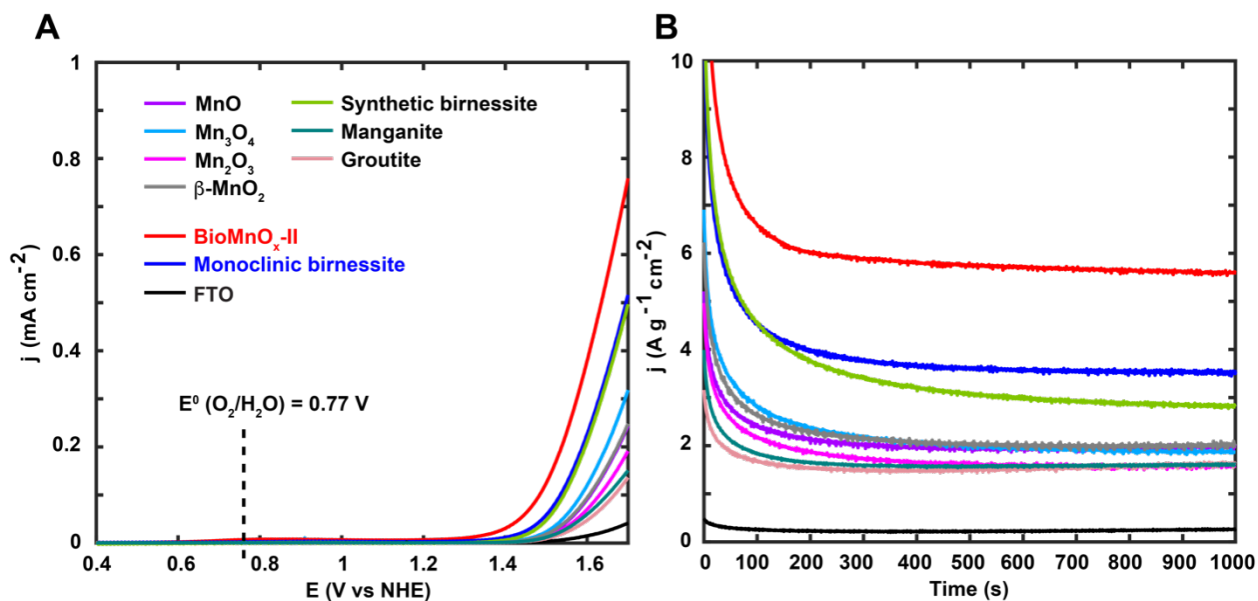 A
j (mA cm⁻²)
1
0.8
0.6
0.4
0.2
0
MnO
Mn₃O₄
Mn₂O₃
β-MnO₂
Synthetic birnessite
Manganite
Groutite
BioMnOₓ-II
Monoclinic birnessite
FTO
E⁰ (O₂/H₂O) = 0.77 V
0.4 0.6 0.8 1 1.2 1.4 1.6
E (V vs NHE)
B
j (A g⁻¹ cm⁻²)
10
8
6
4
2
0
0 100 200 300 400 500 600 700 800 900 1000
Time (s)